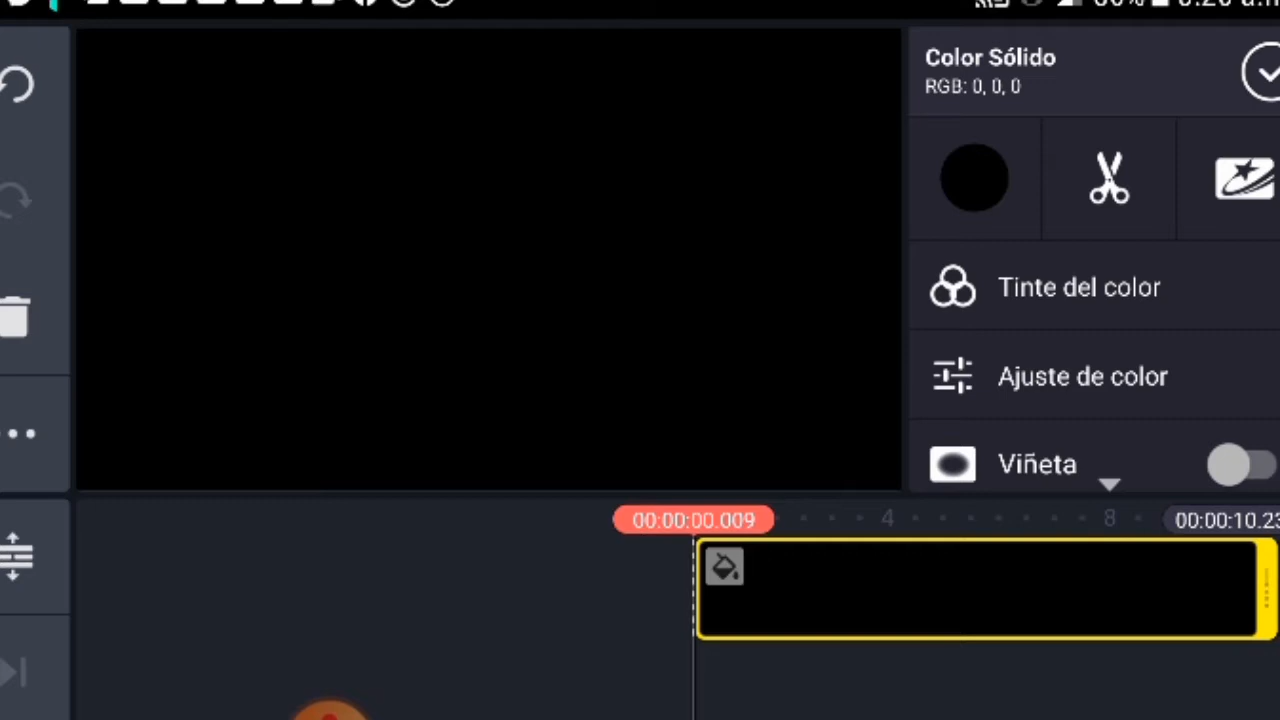 Color Sólido
RGB: 0, 0, 0
Tinte del color
Ajuste de color
Viñeta
00:00:00.009
4
8
00:00:10.23